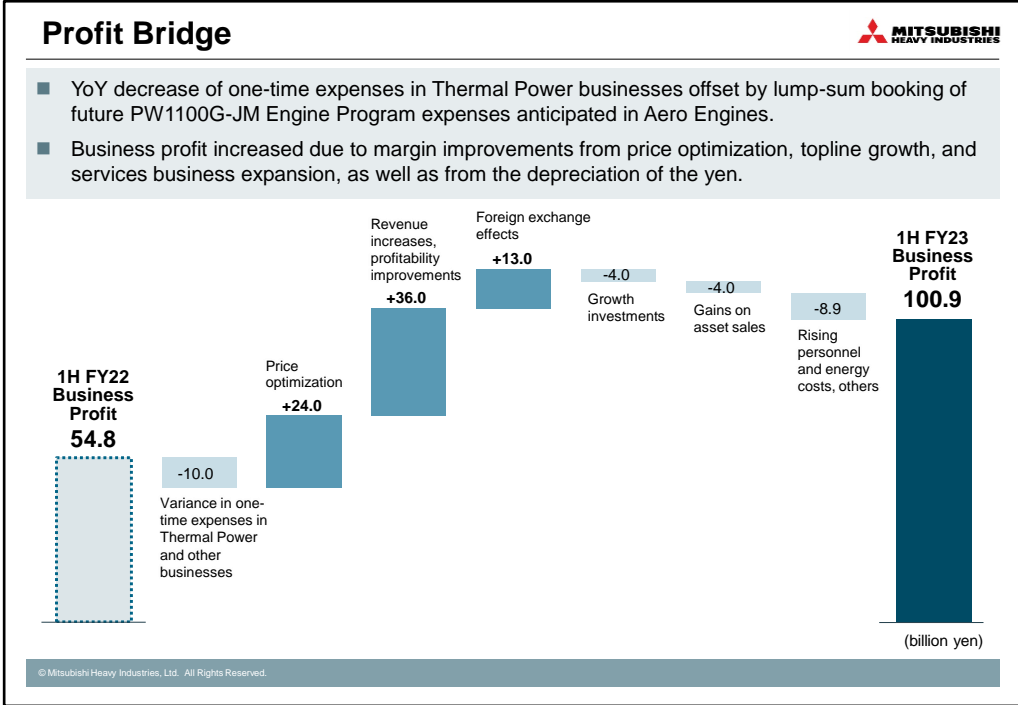 Profit Bridge
MITSUBISHI
HEAVY INDUSTRIES
YoY decrease of one-time expenses in Thermal Power businesses offset by lump-sum booking of
future PW1100G-JM Engine Program expenses anticipated in Aero Engines.
Business profit increased due to margin improvements from price optimization, topline growth, and
services business expansion, as well as from the depreciation of the yen.
1H FY22
Business
Profit
54.8
-10.0
Variance in one-
time expenses in
Thermal Power
and other
businesses
Price
optimization
+24.0
Revenue
increases,
profitability
improvements
+36.0
Foreign exchange
effects
+13.0
-4.0
Growth
investments
-4.0
Gains on
asset sales
-8.9
Rising
personnel
and energy
costs, others
1H FY23
Business
Profit
100.9
(billion yen)
© Mitsubishi Heavy Industries, Ltd. All Rights Reserved.